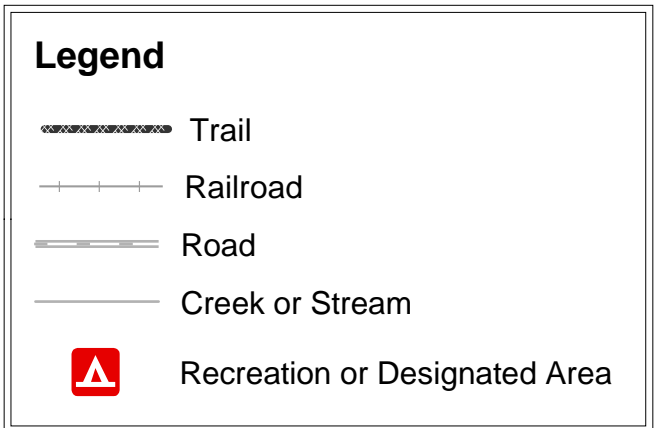 Legend
Trail
Railroad
Road
Creek or Stream
Recreation or Designated Area